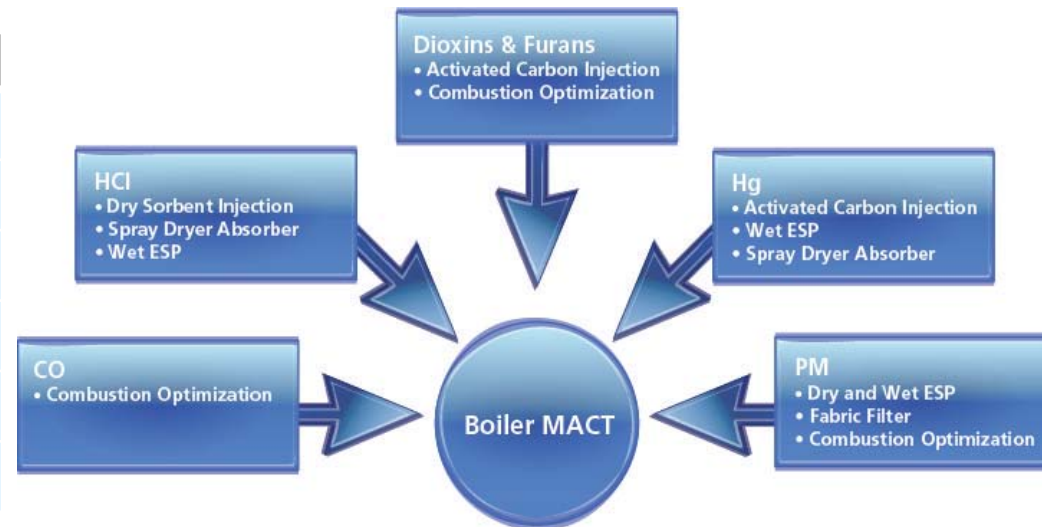 Dioxins & Furans
• Activated Carbon Injection
• Combustion Optimization
HCl
• Dry Sorbent Injection
• Spray Dryer Absorber
• Wet ESP
Hg
• Activated Carbon Injection
• Wet ESP
• Spray Dryer Absorber
CO
• Combustion Optimization
PM
• Dry and Wet ESP
• Fabric Filter
• Combustion Optimization
Boiler MACT